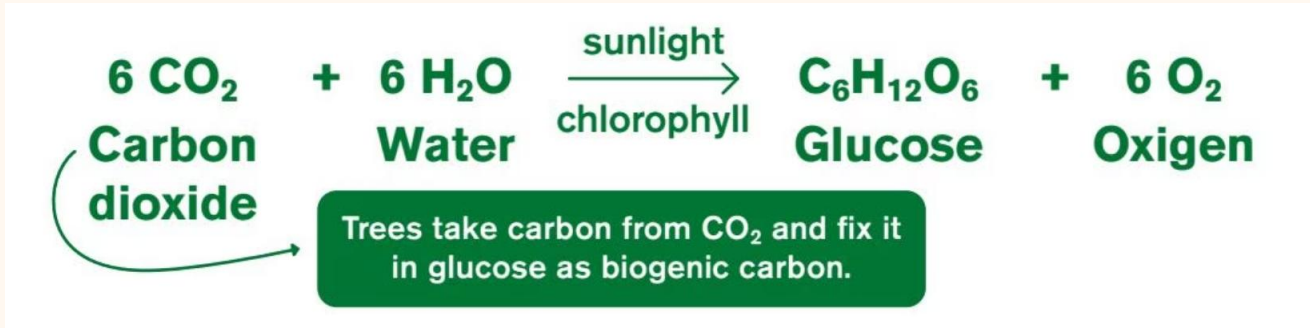 6 CO₂ + 6 H₂O sunlight C₆H₁₂O₆ + 6 O₂
chlorophyll
Carbon dioxide Water Glucose Oxigen
Trees take carbon from CO₂ and fix it
in glucose as biogenic carbon.